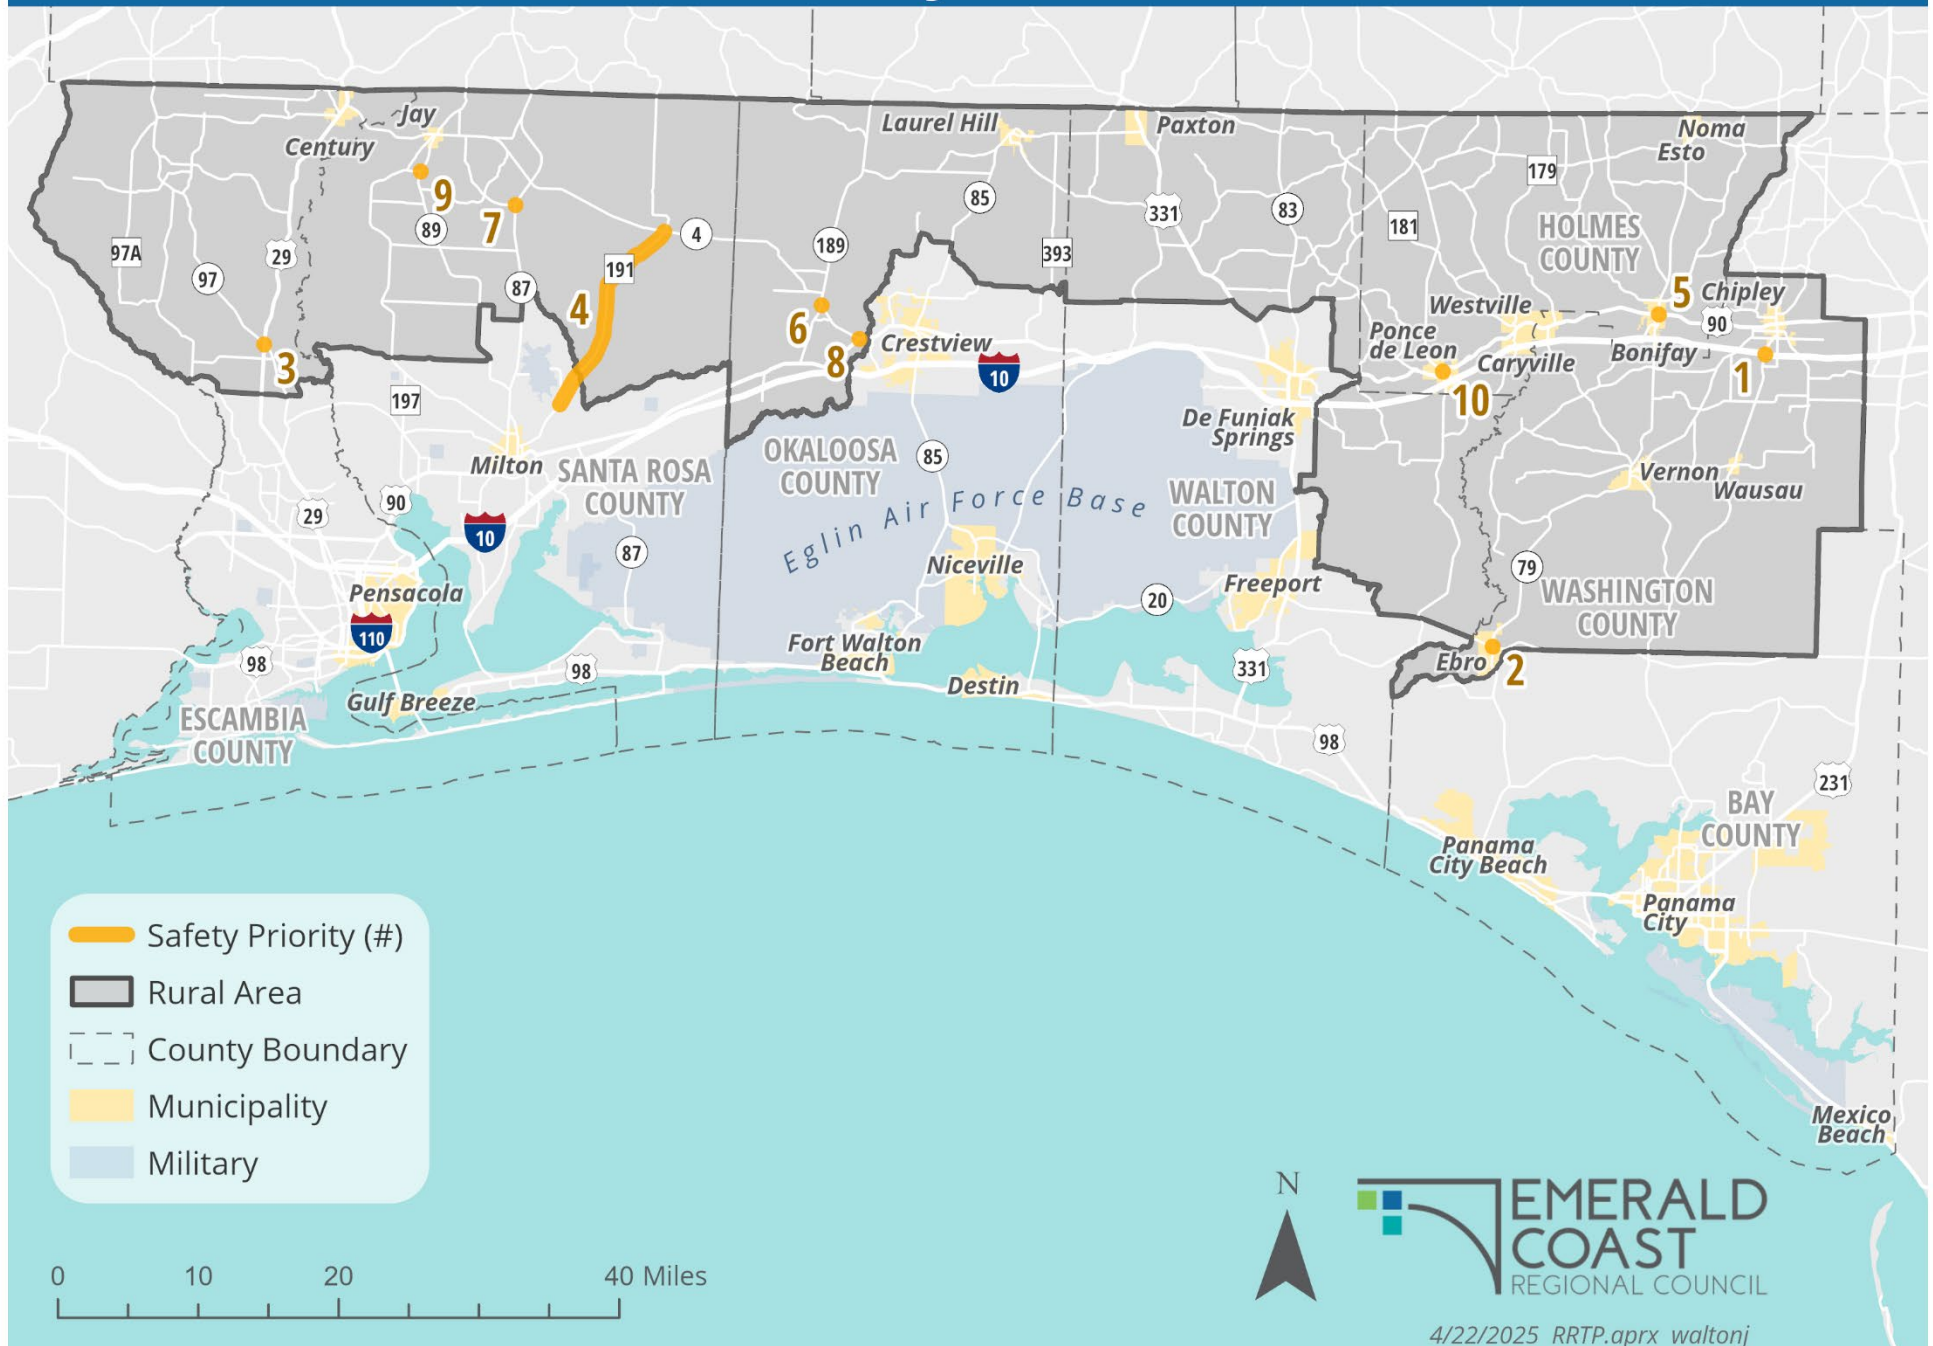 Jay
Century
Laurel Hill
Paxton
Noma
Esto
179
85
331
83
181
HOLMES
COUNTY
9
7
89
4
189
97A
29
97
191
393
87
4
5
Chipley
Westville
90
6
Ponce
de Leon
8
Crestview
Caryville
Bonifay
3
10
1
197
10
De Funiak
Springs
Milton
SANTA ROSA
COUNTY
OKALOOSA
COUNTY
85
Vernon
Wausau
WALTON
COUNTY
Eglin Air Force Base
29
90
10
87
Niceville
79
Pensacola
Freeport
20
WASHINGTON
COUNTY
110
98
98
Fort Walton
Beach
331
Ebro
2
Destin
Gulf Breeze
ESCAMBIA
COUNTY
98
231
BAY
COUNTY
Panama
City Beach
Panama
City
Mexico
Beach
Safety Priority (#)
Rural Area
County Boundary
Municipality
Military
0 10 20 40 Miles
N
EMERALD
COAST
REGIONAL COUNCIL
4/22/2025 RRTP.aprx waltonj